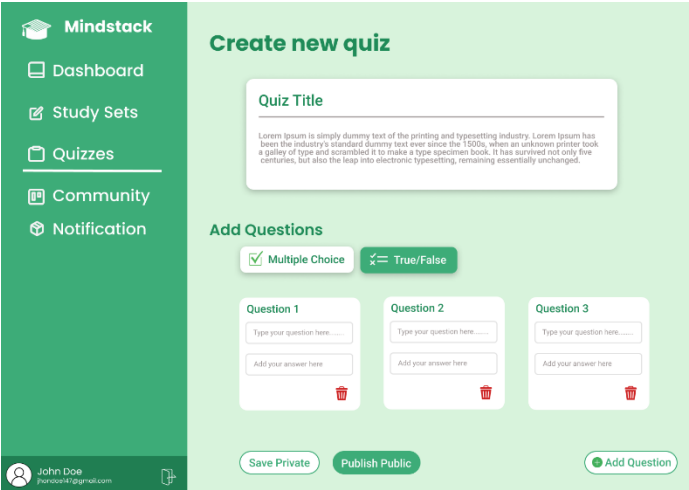 Mindstack
Dashboard
Study Sets
Quizzes
Community
Notification
John Doe
jhondoe147@gmail.com
Create new quiz
Quiz Title
Lorem Ipsum is simply dummy text of the printing and typesetting industry. Lorem Ipsum has
been the industry's standard dummy text ever since the 1500s, when an unknown printer took
a galley of type and scrambled it to make a type specimen book. It has survived not only five
centuries, but also the leap into electronic typesetting, remaining essentially unchanged.
Add Questions
Multiple Choice
True/False
Question 1
Type your question here.......
Add your answer here
Question 2
Type your question here.......
Add your answer here
Question 3
Type your question here.......
Add your answer here
Save Private
Publish Public
Add Question